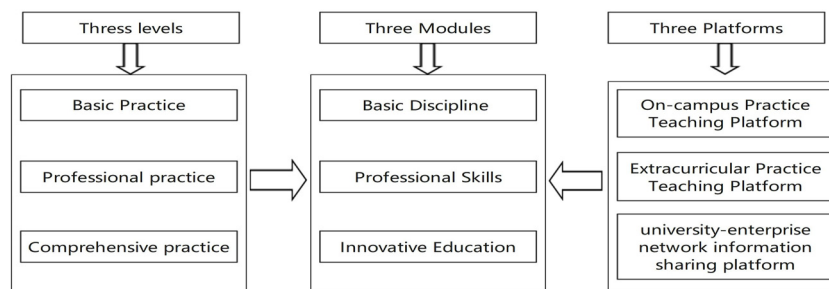 Thress levels
Three Modules
Three Platforms
Basic Practice
Professional practice
Comprehensive practice
Basic Discipline
Professional Skills
Innovative Education
On-campus Practice
Teaching Platform
Extracurricular Practice
Teaching Platform
university-enterprise
network information
sharing platform